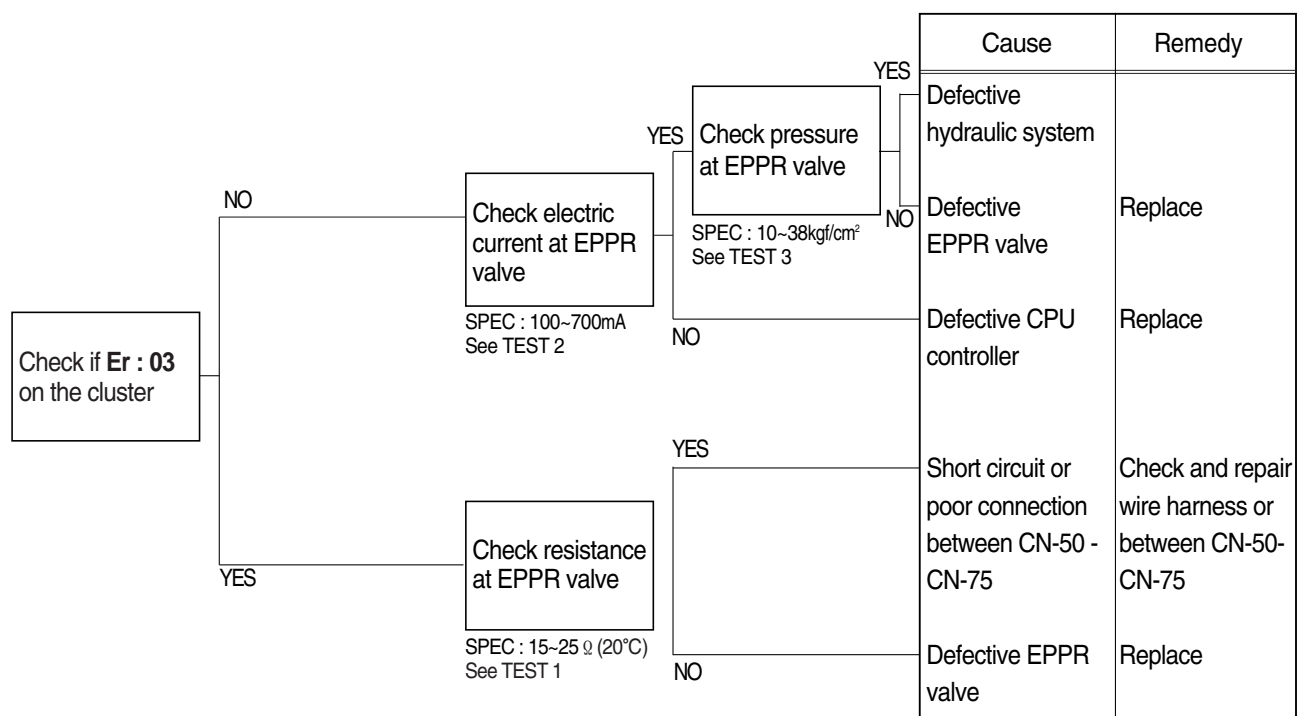 Cause Remedy
YES
Defective
hydraulic system
YES
Check pressure
at EPPR valve
NO
Defective
EPPR valve
Replace
SPEC : 10~38kgf/cm²
See TEST 3
NO
Check electric
current at EPPR
valve
SPEC : 100~700mA
See TEST 2
NO
Defective CPU
controller
Replace
Check if Er : 03
on the cluster
YES
Short circuit or
poor connection
between CN-50 -
CN-75
Check and repair
wire harness or
between CN-50-
CN-75
YES
Check resistance
at EPPR valve
SPEC : 15~25 Ω (20°C)
See TEST 1
NO
Defective EPPR
valve
Replace